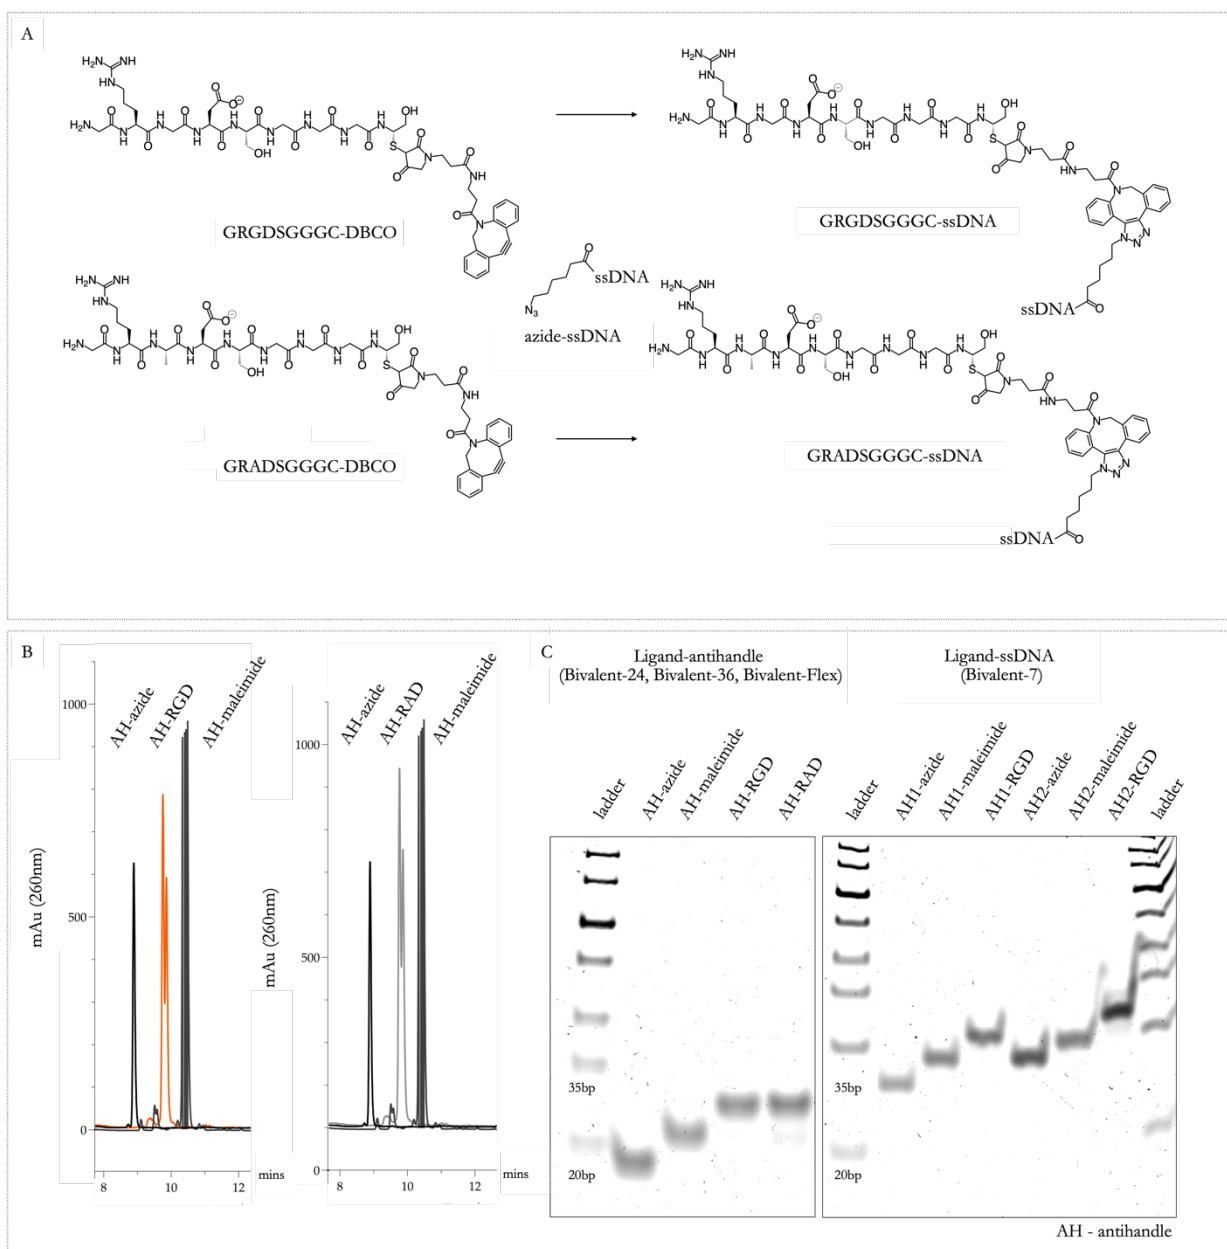 A
GRGDSGGGC-DBCO
GRGDSGGGC-ssDNA
ssDNA
azide-ssDNA
ssDNA
GRADSGGGC-DBCO
GRADSGGGC-ssDNA
ssDNA
B
mAu (260nm)
1000
500
0
8
10
12
mins
AH-azide
AH-RGD
AH-maleimide
mAu (260nm)
1000
500
0
8
10
12
mins
AH-azide
AH-RAD
AH-maleimide
C
Ligand-antihandle
(Bivalent-24, Bivalent-36, Bivalent-Flex)
ladder
AH-azide
AH-maleimide
AH-RGD
AH-RAD
35bp
20bp
Ligand-ssDNA
(Bivalent-7)
ladder
AH1-azide
AH1-maleimide
AH1-RGD
AH2-azide
AH2-maleimide
AH2-RGD
ladder
35bp
20bp
AH - antihandle